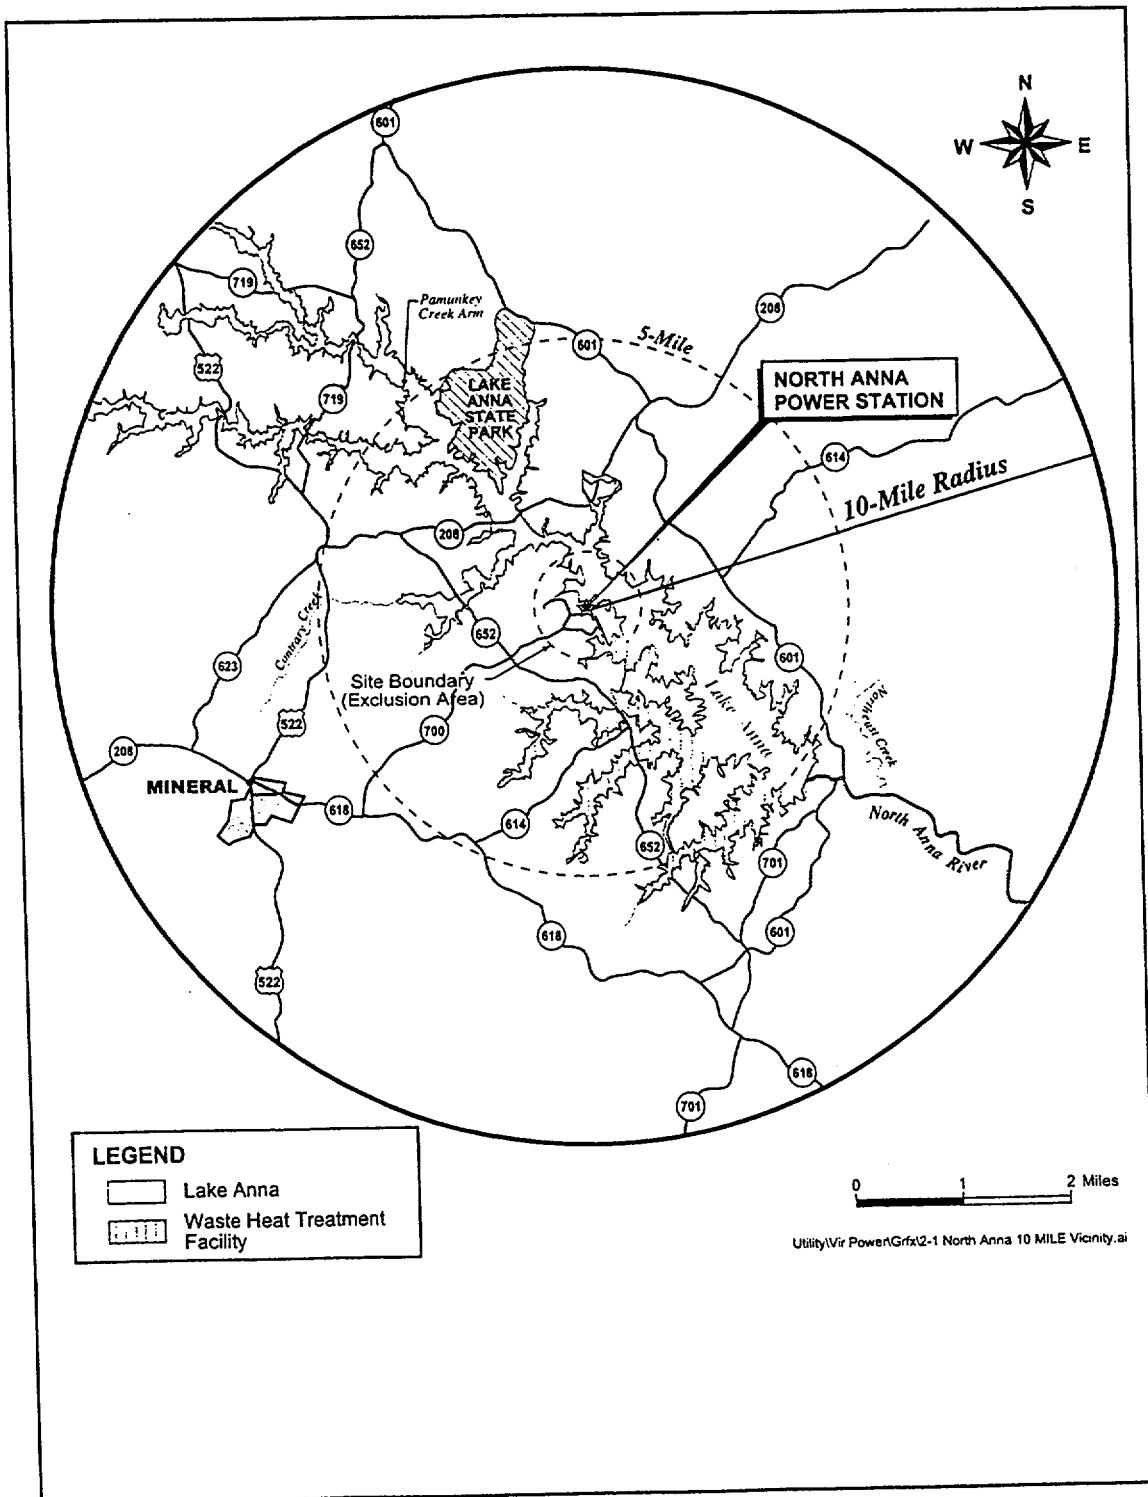 N
W E
S
601
652
719
Pamunkey
Creek Arm
208
5-Mile
601
522
LAKE
ANNA
STATE
PARK
719
NORTH ANNA
POWER STATION
614
10-Mile Radius
208
Contrary Creek
652
623
Site Boundary
(Exclusion Area)
601
Lake Anna
Northeast Creek
522
700
208
MINERAL
618
614
652
701
North Anna River
618
601
522
618
701
LEGEND
Lake Anna
Waste Heat Treatment
Facility
0 1 2 Miles
Utility\Vir Power\Grfx\2-1 North Anna 10 MILE Vicinity.ai